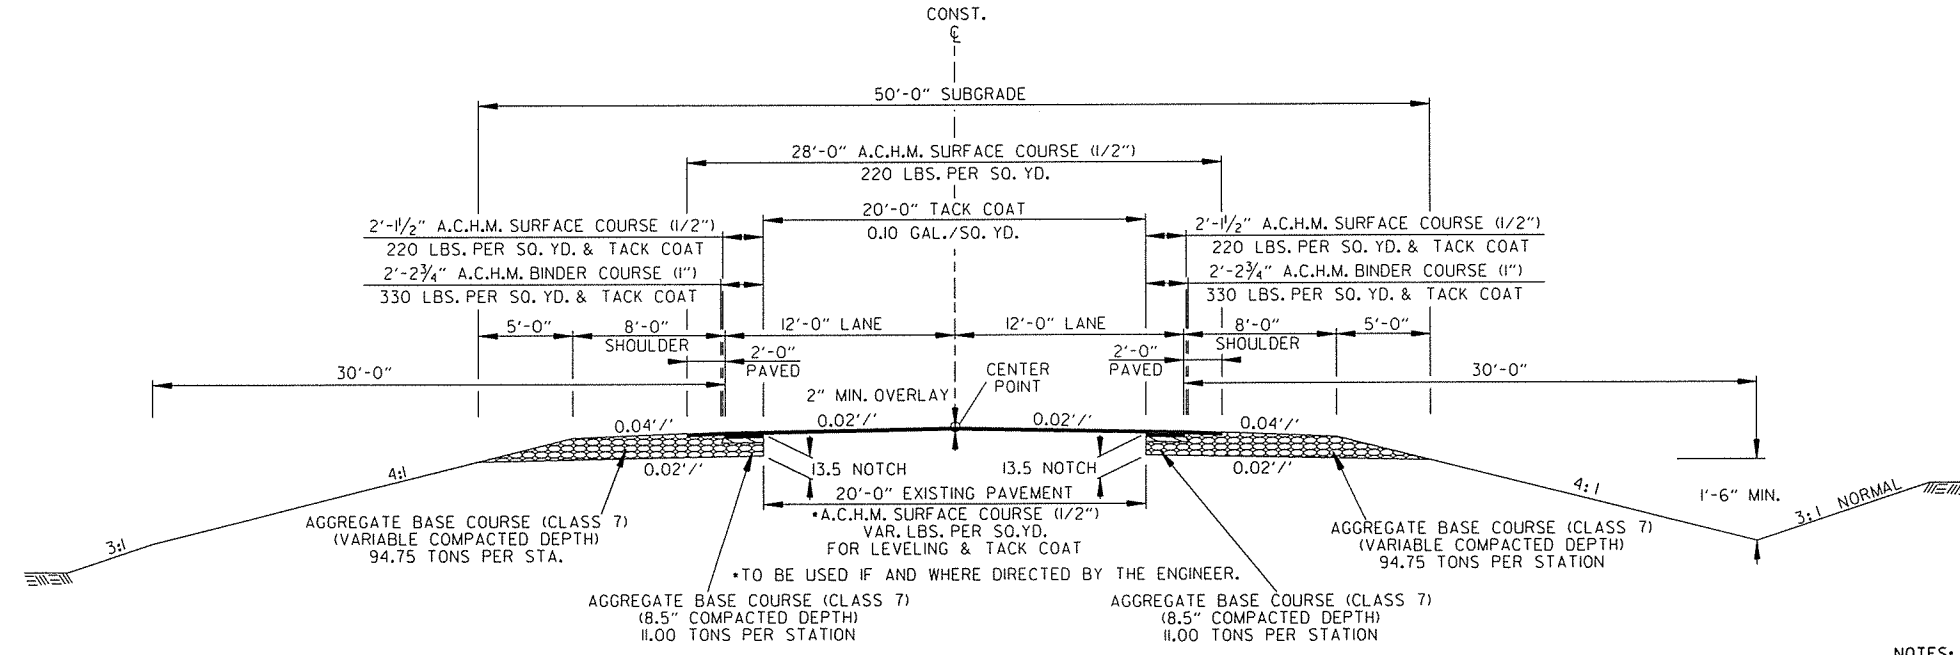 CONST.
℄
50'-0" SUBGRADE
28'-0" A.C.H.M. SURFACE COURSE (1/2")
220 LBS. PER SQ. YD.
20'-0" TACK COAT
0.10 GAL./SQ. YD.
2'-1½" A.C.H.M. SURFACE COURSE (1/2")
220 LBS. PER SQ. YD. & TACK COAT
2'-2¾" A.C.H.M. BINDER COURSE (1")
330 LBS. PER SQ. YD. & TACK COAT
2'-1½" A.C.H.M. SURFACE COURSE (1/2")
220 LBS. PER SQ. YD. & TACK COAT
2'-2¾" A.C.H.M. BINDER COURSE (1")
330 LBS. PER SQ. YD. & TACK COAT
5'-0"
8'-0"
SHOULDER
12'-0" LANE
12'-0" LANE
8'-0"
SHOULDER
5'-0"
2'-0"
PAVED
2'-0"
PAVED
30'-0"
30'-0"
2" MIN. OVERLAY
CENTER
POINT
0.04'/'
0.02'/'
0.02'/'
0.04'/'
0.02'/'
0.02'/'
13.5 NOTCH
13.5 NOTCH
4:1
3:1
4:1
3:1 NORMAL
1'-6" MIN.
20'-0" EXISTING PAVEMENT
*A.C.H.M. SURFACE COURSE (1/2")
VAR. LBS. PER SQ.YD.
FOR LEVELING & TACK COAT
*TO BE USED IF AND WHERE DIRECTED BY THE ENGINEER.
AGGREGATE BASE COURSE (CLASS 7)
(VARIABLE COMPACTED DEPTH)
94.75 TONS PER STA.
AGGREGATE BASE COURSE (CLASS 7)
(VARIABLE COMPACTED DEPTH)
94.75 TONS PER STATION
AGGREGATE BASE COURSE (CLASS 7)
(8.5" COMPACTED DEPTH)
11.00 TONS PER STATION
AGGREGATE BASE COURSE (CLASS 7)
(8.5" COMPACTED DEPTH)
11.00 TONS PER STATION
NOTES: